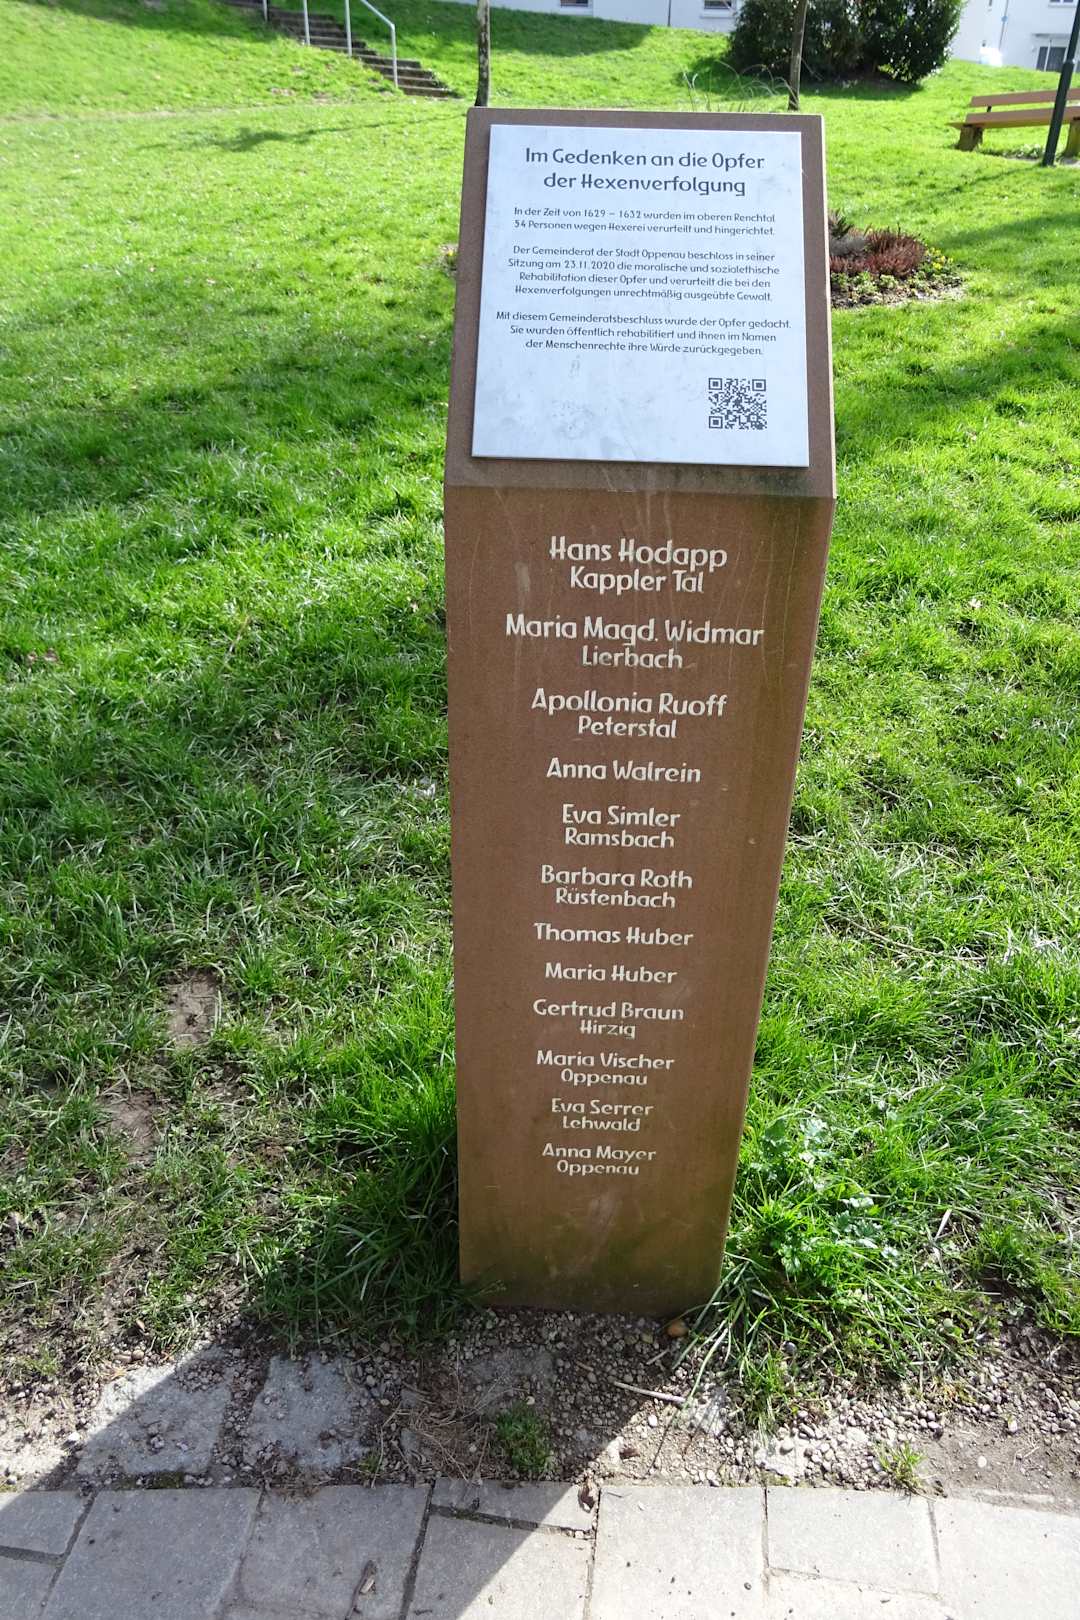 Im Gedenken an die Opfer
der Hexenverfolgung
In der Zeit von 1629 – 1632 wurden im oberen Renchtal
54 Personen wegen Hexerei verurteilt und hingerichtet.
Der Gemeinderat der Stadt Oppenau beschloss in seiner
Sitzung am 23.11.2020 die moralische und sozialethische
Rehabilitation dieser Opfer und verurteilt die bei den
Hexenverfolgungen unrechtmäßig ausgeübte Gewalt.
Mit diesem Gemeinderatsbeschluss wurde der Opfer gedacht.
Sie wurden öffentlich rehabilitiert und ihnen im Namen
der Menschenrechte ihre Würde zurückgegeben.
Hans Hodapp
Kappler Tal
Maria Magd. Widmar
Lierbach
Apollonia Ruoff
Peterstal
Anna Walrein
Eva Simler
Ramsbach
Barbara Roth
Rüstenbach
Thomas Huber
Maria Huber
Gertrud Braun
Hirzig
Maria Vischer
Oppenau
Eva Serrer
Lehwald
Anna Mayer
Oppenau